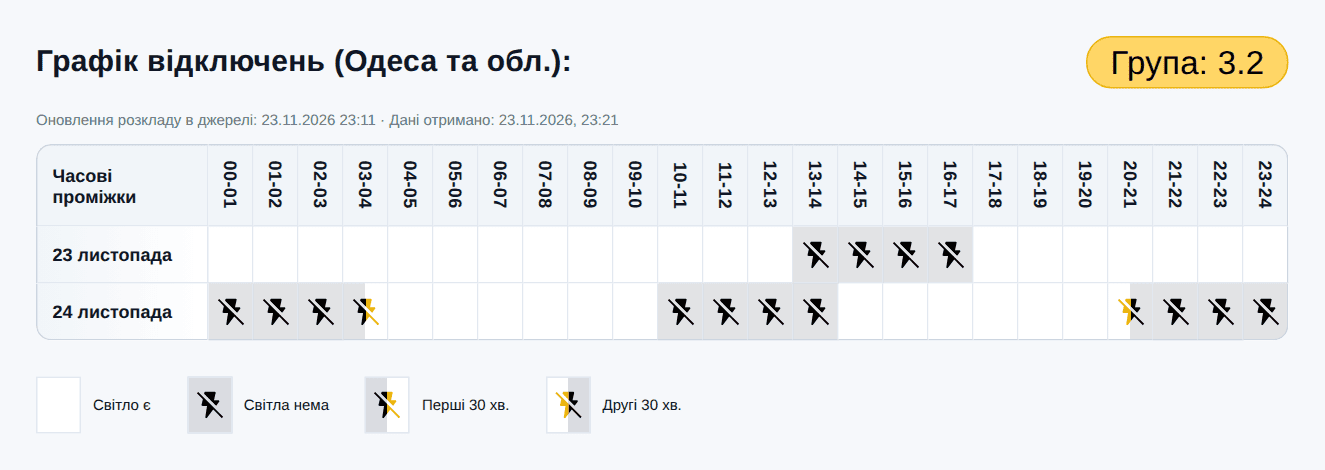 Графік відключень (Одеса та обл.):
Група: 3.2
Оновлення розкладу в джерелі: 23.11.2026 23:11 · Дані отримано: 23.11.2026, 23:21
Часові
проміжки
00-01
01-02
02-03
03-04
04-05
05-06
06-07
07-08
08-09
09-10
10-11
11-12
12-13
13-14
14-15
15-16
16-17
17-18
18-19
19-20
20-21
21-22
22-23
23-24
23 листопада
24 листопада
Світло є
Світла нема
Перші 30 хв.
Другі 30 хв.